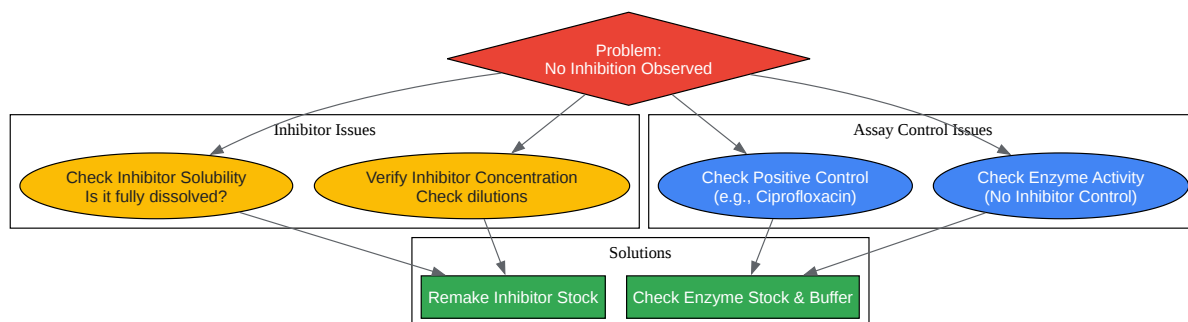 Problem:
No Inhibition Observed
Inhibitor Issues
Assay Control Issues
Check Inhibitor Solubility
Is it fully dissolved?
Verify Inhibitor Concentration
Check dilutions
Check Positive Control
(e.g., Ciprofloxacin)
Check Enzyme Activity
(No Inhibitor Control)
Solutions
Remake Inhibitor Stock
Check Enzyme Stock & Buffer